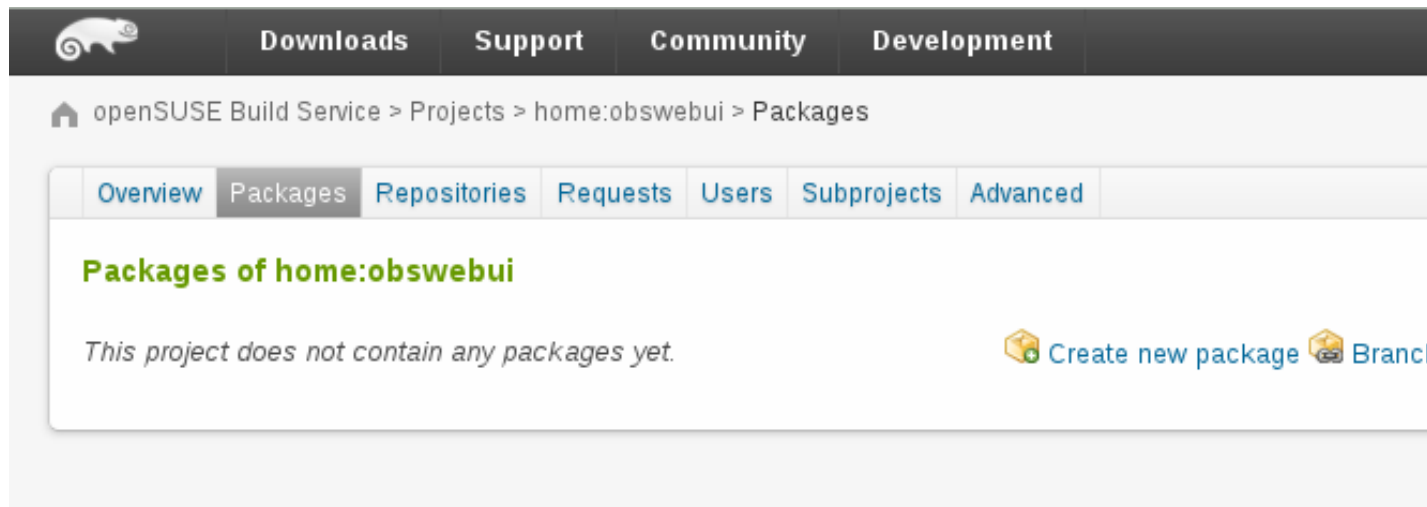 Downloads Support Community Development
openSUSE Build Service > Projects > home:obswebui > Packages
Overview Packages Repositories Requests Users Subprojects Advanced
Packages of home:obswebui
This project does not contain any packages yet. Create new package